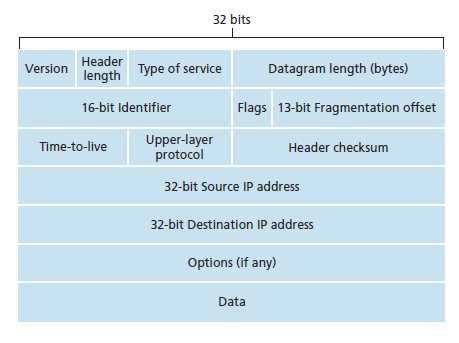 32 bits
Version
Header
length
Type of service
Datagram length (bytes)
16-bit Identifier
Flags
13-bit Fragmentation offset
Time-to-live
Upper-layer
protocol
Header checksum
32-bit Source IP address
32-bit Destination IP address
Options (if any)
Data